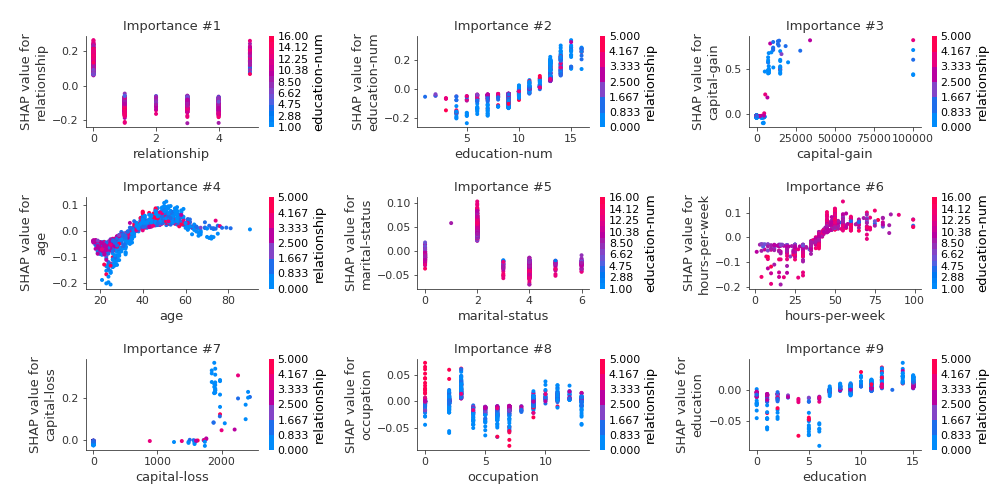 Importance #1
SHAP value for
relationship
0.2
0.0
−0.2
0
2
4
relationship
16.00
14.12
12.25
10.38
8.50
6.62
4.75
2.88
1.00
education-num
Importance #2
SHAP value for
education-num
0.2
0.0
−0.2
5
10
15
education-num
5.000
4.167
3.333
2.500
1.667
0.833
0.000
relationship
Importance #3
SHAP value for
capital-gain
0.5
0.0
0
25000
50000
75000
100000
capital-gain
5.000
4.167
3.333
2.500
1.667
0.833
0.000
relationship
Importance #4
SHAP value for
age
0.1
0.0
−0.1
−0.2
20
40
60
80
age
5.000
4.167
3.333
2.500
1.667
0.833
0.000
relationship
Importance #5
SHAP value for
marital-status
0.10
0.05
0.00
−0.05
0
2
4
6
marital-status
16.00
14.12
12.25
10.38
8.50
6.62
4.75
2.88
1.00
education-num
Importance #6
SHAP value for
hours-per-week
0.1
0.0
−0.1
−0.2
0
25
50
75
100
hours-per-week
16.00
14.12
12.25
10.38
8.50
6.62
4.75
2.88
1.00
education-num
Importance #7
SHAP value for
capital-loss
0.2
0.0
0
1000
2000
capital-loss
5.000
4.167
3.333
2.500
1.667
0.833
0.000
relationship
Importance #8
SHAP value for
occupation
0.05
0.00
−0.05
0
5
10
occupation
5.000
4.167
3.333
2.500
1.667
0.833
0.000
relationship
Importance #9
SHAP value for
education
0.00
−0.05
0
5
10
15
education
5.000
4.167
3.333
2.500
1.667
0.833
0.000
relationship